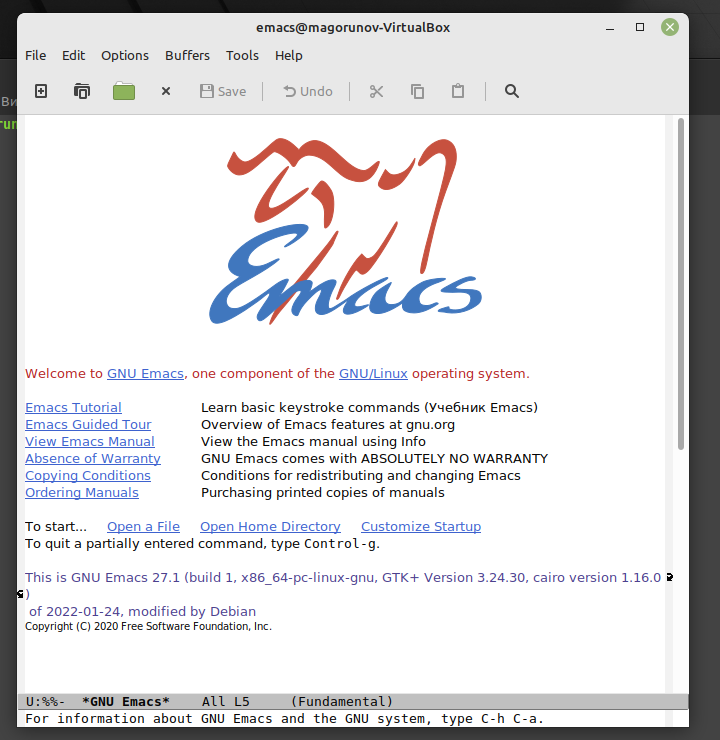 emacs@magorunov-VirtualBox
File Edit Options Buffers Tools Help
Save Undo
Ви
run
Emacs
Welcome to GNU Emacs, one component of the GNU/Linux operating system.
Emacs Tutorial Learn basic keystroke commands (Учебник Emacs)
Emacs Guided Tour Overview of Emacs features at gnu.org
View Emacs Manual View the Emacs manual using Info
Absence of Warranty GNU Emacs comes with ABSOLUTELY NO WARRANTY
Copying Conditions Conditions for redistributing and changing Emacs
Ordering Manuals Purchasing printed copies of manuals
To start... Open a File Open Home Directory Customize Startup
To quit a partially entered command, type Control-g.
This is GNU Emacs 27.1 (build 1, x86_64-pc-linux-gnu, GTK+ Version 3.24.30, cairo version 1.16.0
)
of 2022-01-24, modified by Debian
Copyright (C) 2020 Free Software Foundation, Inc.
U:%%- *GNU Emacs* All L5 (Fundamental)
For information about GNU Emacs and the GNU system, type C-h C-a.